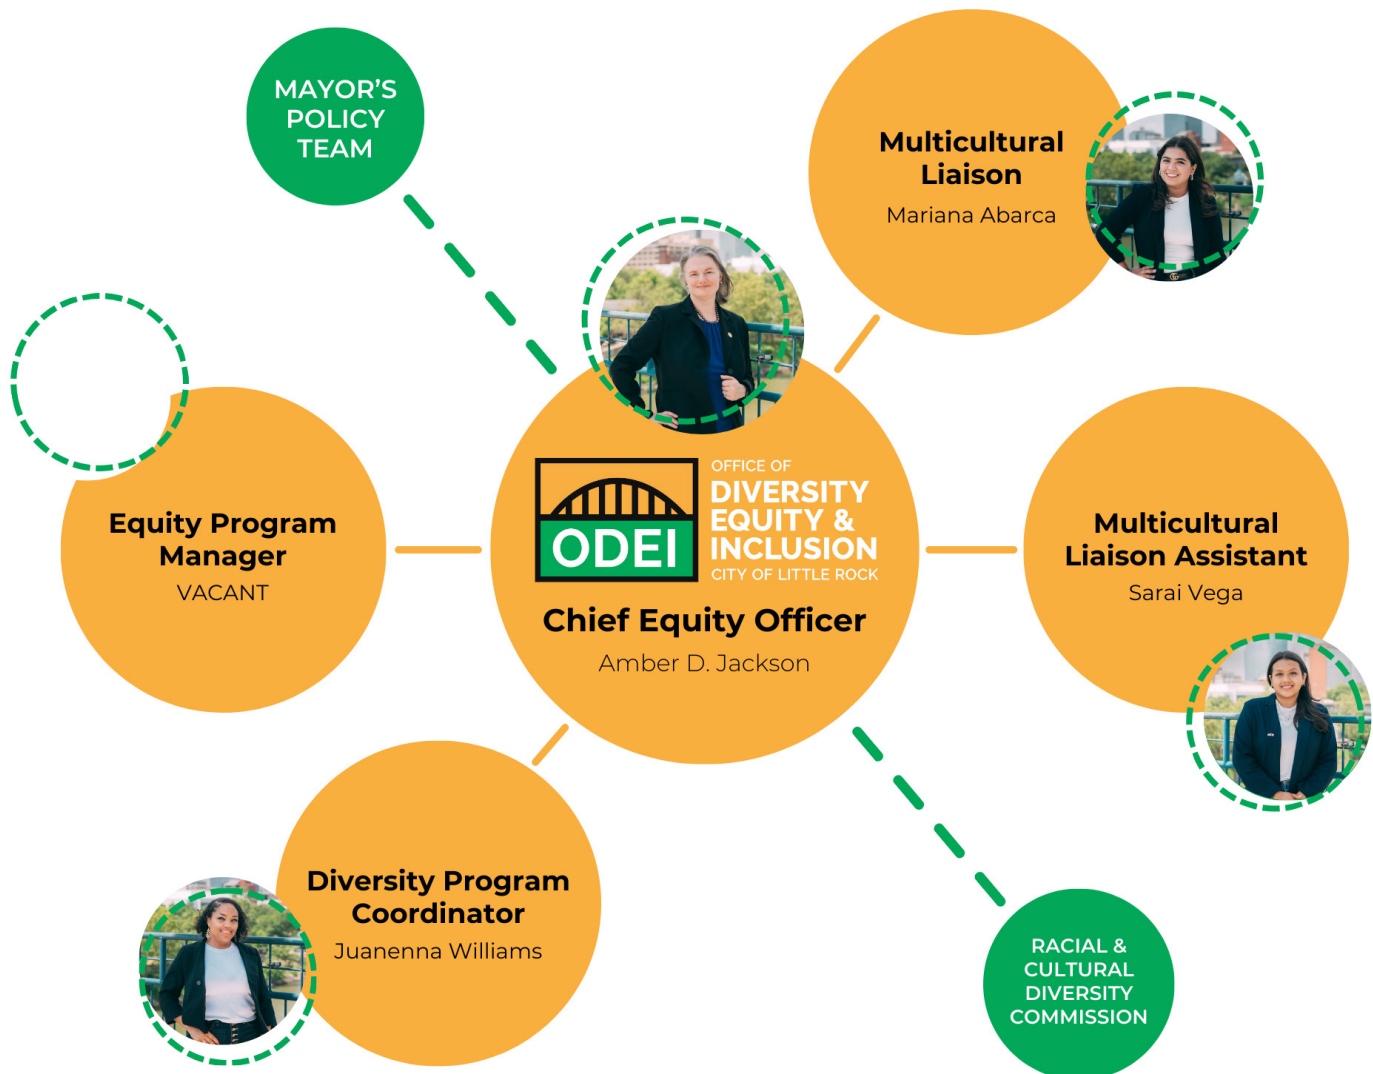 MAYOR'S
POLICY
TEAM
Multicultural
Liaison
Mariana Abarca
Equity Program
Manager
VACANT
ODEI
OFFICE OF
DIVERSITY
EQUITY &
INCLUSION
CITY OF LITTLE ROCK
Chief Equity Officer
Amber D. Jackson
Multicultural
Liaison Assistant
Sarai Vega
Diversity Program
Coordinator
Juanenna Williams
RACIAL &
CULTURAL
DIVERSITY
COMMISSION